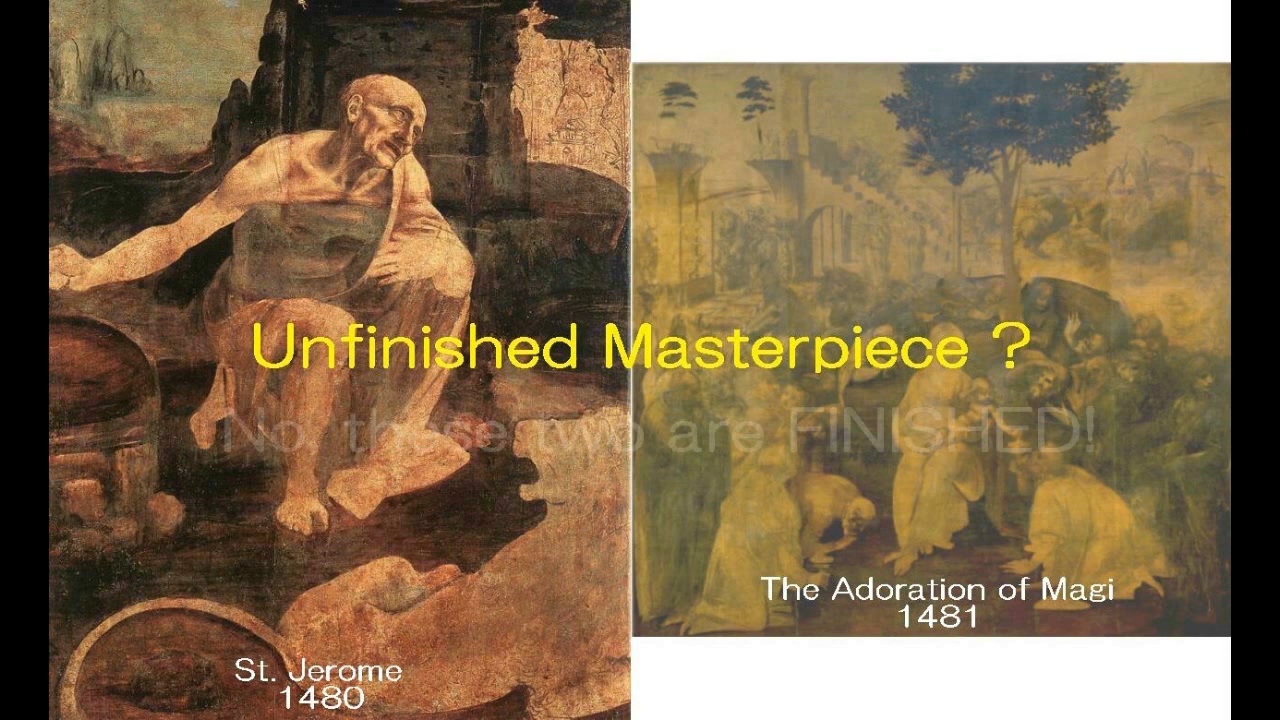 Unfinished Masterpiece ?
No, these two are FINISHED!
The Adoration of Magi
1481
St. Jerome
1480